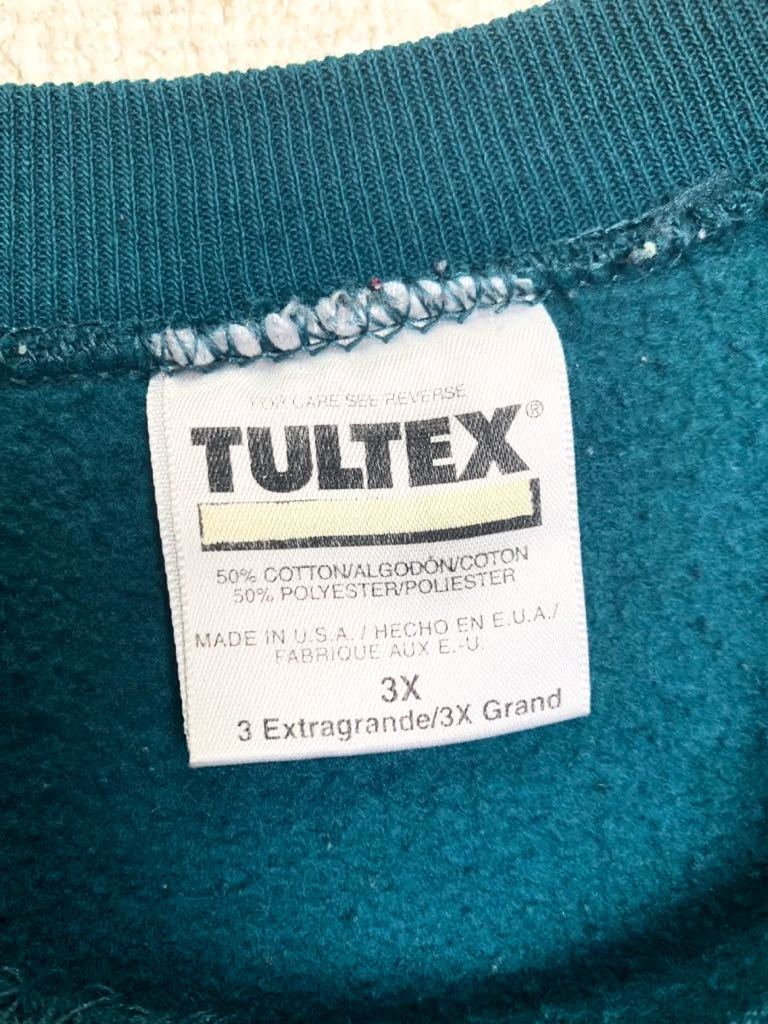 FOR CARE SEE REVERSE
TULTEX®
50% COTTON/ALGODÓN/COTON
50% POLYESTER/POLIESTER
MADE IN U.S.A. / HECHO EN E.U.A./
FABRIQUE AUX E.-U.
3X
3 Extragrande/3X Grand